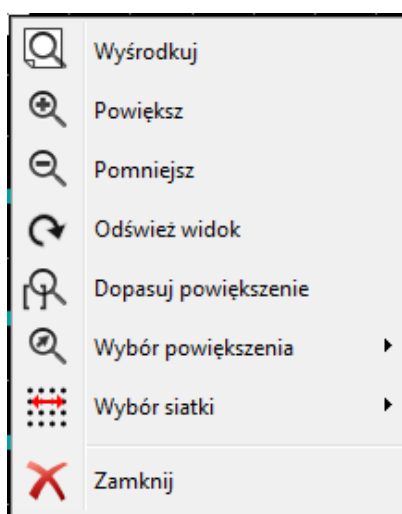 Wyśrodkuj
Powiększ
Pomniejsz
Odśwież widok
Dopasuj powiększenie
Wybór powiększenia
Wybór siatki
Zamknij